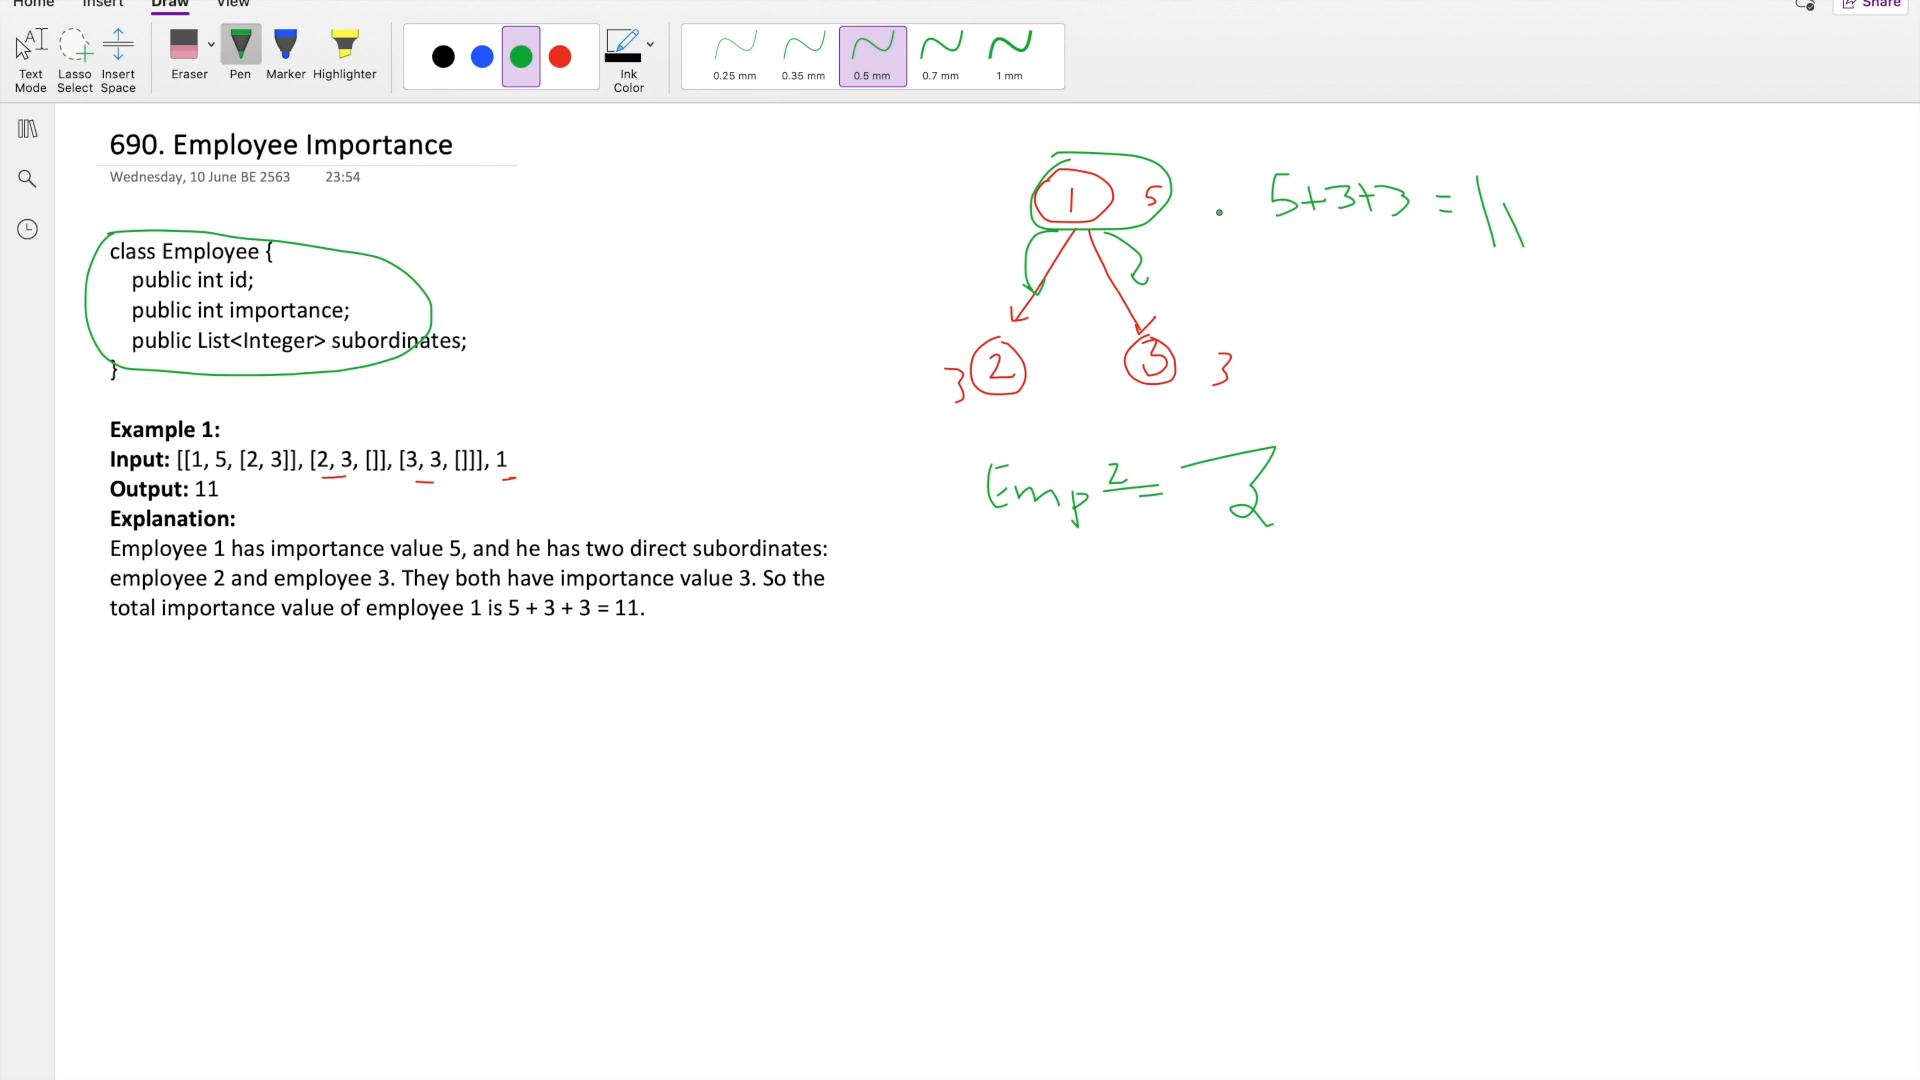 Home Insert Draw View
Share
Text Mode
Lasso Select
Insert Space
Eraser
Pen
Marker
Highlighter
Ink Color
0.25 mm
0.35 mm
0.5 mm
0.7 mm
1 mm
690. Employee Importance
Wednesday, 10 June BE 2563 23:54
class Employee {
public int id;
public int importance;
public List<Integer> subordinates;
}
Example 1:
Input: [[1, 5, [2, 3]], [2, 3, []], [3, 3, []]], 1
Output: 11
Explanation:
Employee 1 has importance value 5, and he has two direct subordinates:
employee 2 and employee 3. They both have importance value 3. So the
total importance value of employee 1 is 5 + 3 + 3 = 11.
1 5
5+3+3 = 11
3 2
3 3
Emp 2 = 3